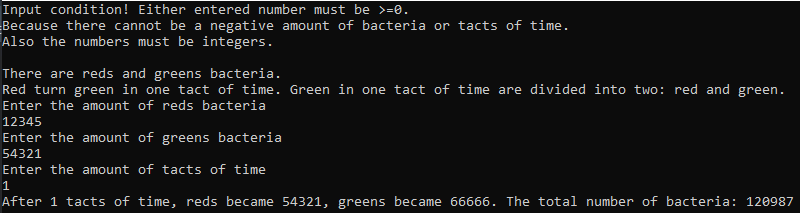 Input condition! Either entered number must be >=0.
Because there cannot be a negative amount of bacteria or tacts of time.
Also the numbers must be integers.
There are reds and greens bacteria.
Red turn green in one tact of time. Green in one tact of time are divided into two: red and green.
Enter the amount of reds bacteria
12345
Enter the amount of greens bacteria
54321
Enter the amount of tacts of time
1
After 1 tacts of time, reds became 54321, greens became 66666. The total number of bacteria: 120987